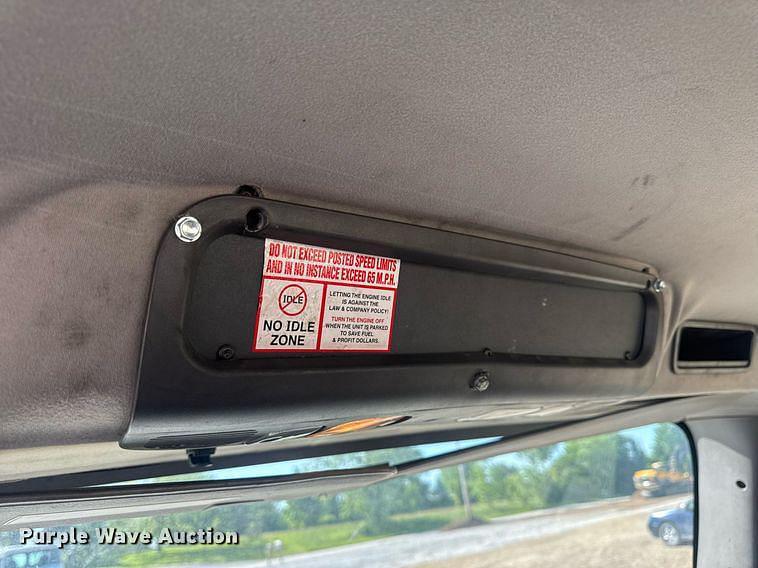 DO NOT EXCEED POSTED SPEED LIMITS
AND IN NO INSTANCE EXCEED 65 M.P.H.
IDLE
NO IDLE
ZONE
LETTING THE ENGINE IDLE
IS AGAINST THE
LAW & COMPANY POLICY!
TURN THE ENGINE OFF
WHEN THE UNIT IS PARKED
TO SAVE FUEL
& PROFIT DOLLARS.
Purple Wave Auction